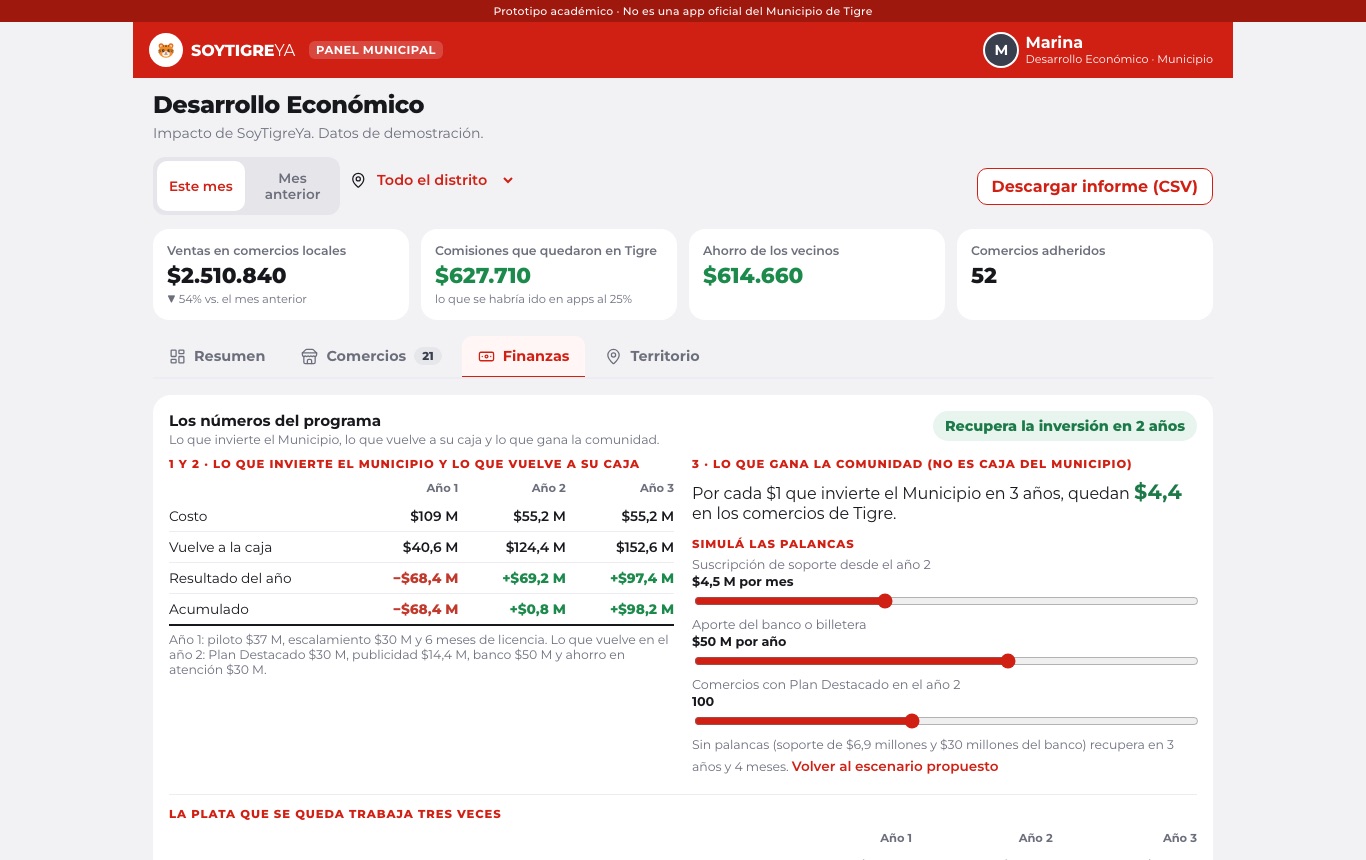 Prototipo académico · No es una app oficial del Municipio de Tigre
SOYTIGREYA
PANEL MUNICIPAL
M
Marina
Desarrollo Económico · Municipio
Desarrollo Económico
Impacto de SoyTigreYa. Datos de demostración.
Este mes
Mes
anterior
Todo el distrito
Descargar informe (CSV)
Ventas en comercios locales
$2.510.840
▼ 54% vs. el mes anterior
Comisiones que quedaron en Tigre
$627.710
lo que se habría ido en apps al 25%
Ahorro de los vecinos
$614.660
Comercios adheridos
52
Resumen
Comercios 21
Finanzas
Territorio
Los números del programa
Lo que invierte el Municipio, lo que vuelve a su caja y lo que gana la comunidad.
Recupera la inversión en 2 años
1 Y 2 · LO QUE INVIERTE EL MUNICIPIO Y LO QUE VUELVE A SU CAJA
Año 1 Año 2 Año 3
Costo $109 M $55,2 M $55,2 M
Vuelve a la caja $40,6 M $124,4 M $152,6 M
Resultado del año −$68,4 M +$69,2 M +$97,4 M
Acumulado −$68,4 M +$0,8 M +$98,2 M
Año 1: piloto $37 M, escalamiento $30 M y 6 meses de licencia. Lo que vuelve en el
año 2: Plan Destacado $30 M, publicidad $14,4 M, banco $50 M y ahorro en
atención $30 M.
3 · LO QUE GANA LA COMUNIDAD (NO ES CAJA DEL MUNICIPIO)
Por cada $1 que invierte el Municipio en 3 años, quedan $4,4
en los comercios de Tigre.
SIMULÁ LAS PALANCAS
Suscripción de soporte desde el año 2
$4,5 M por mes
Aporte del banco o billetera
$50 M por año
Comercios con Plan Destacado en el año 2
100
Sin palancas (soporte de $6,9 millones y $30 millones del banco) recupera en 3
años y 4 meses. Volver al escenario propuesto
LA PLATA QUE SE QUEDA TRABAJA TRES VECES
Año 1 Año 2 Año 3